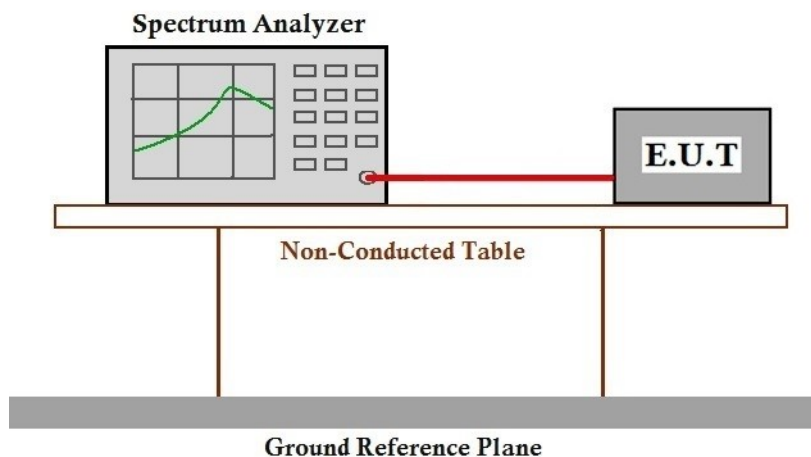 Spectrum Analyzer
E.U.T
Non-Conducted Table
Ground Reference Plane